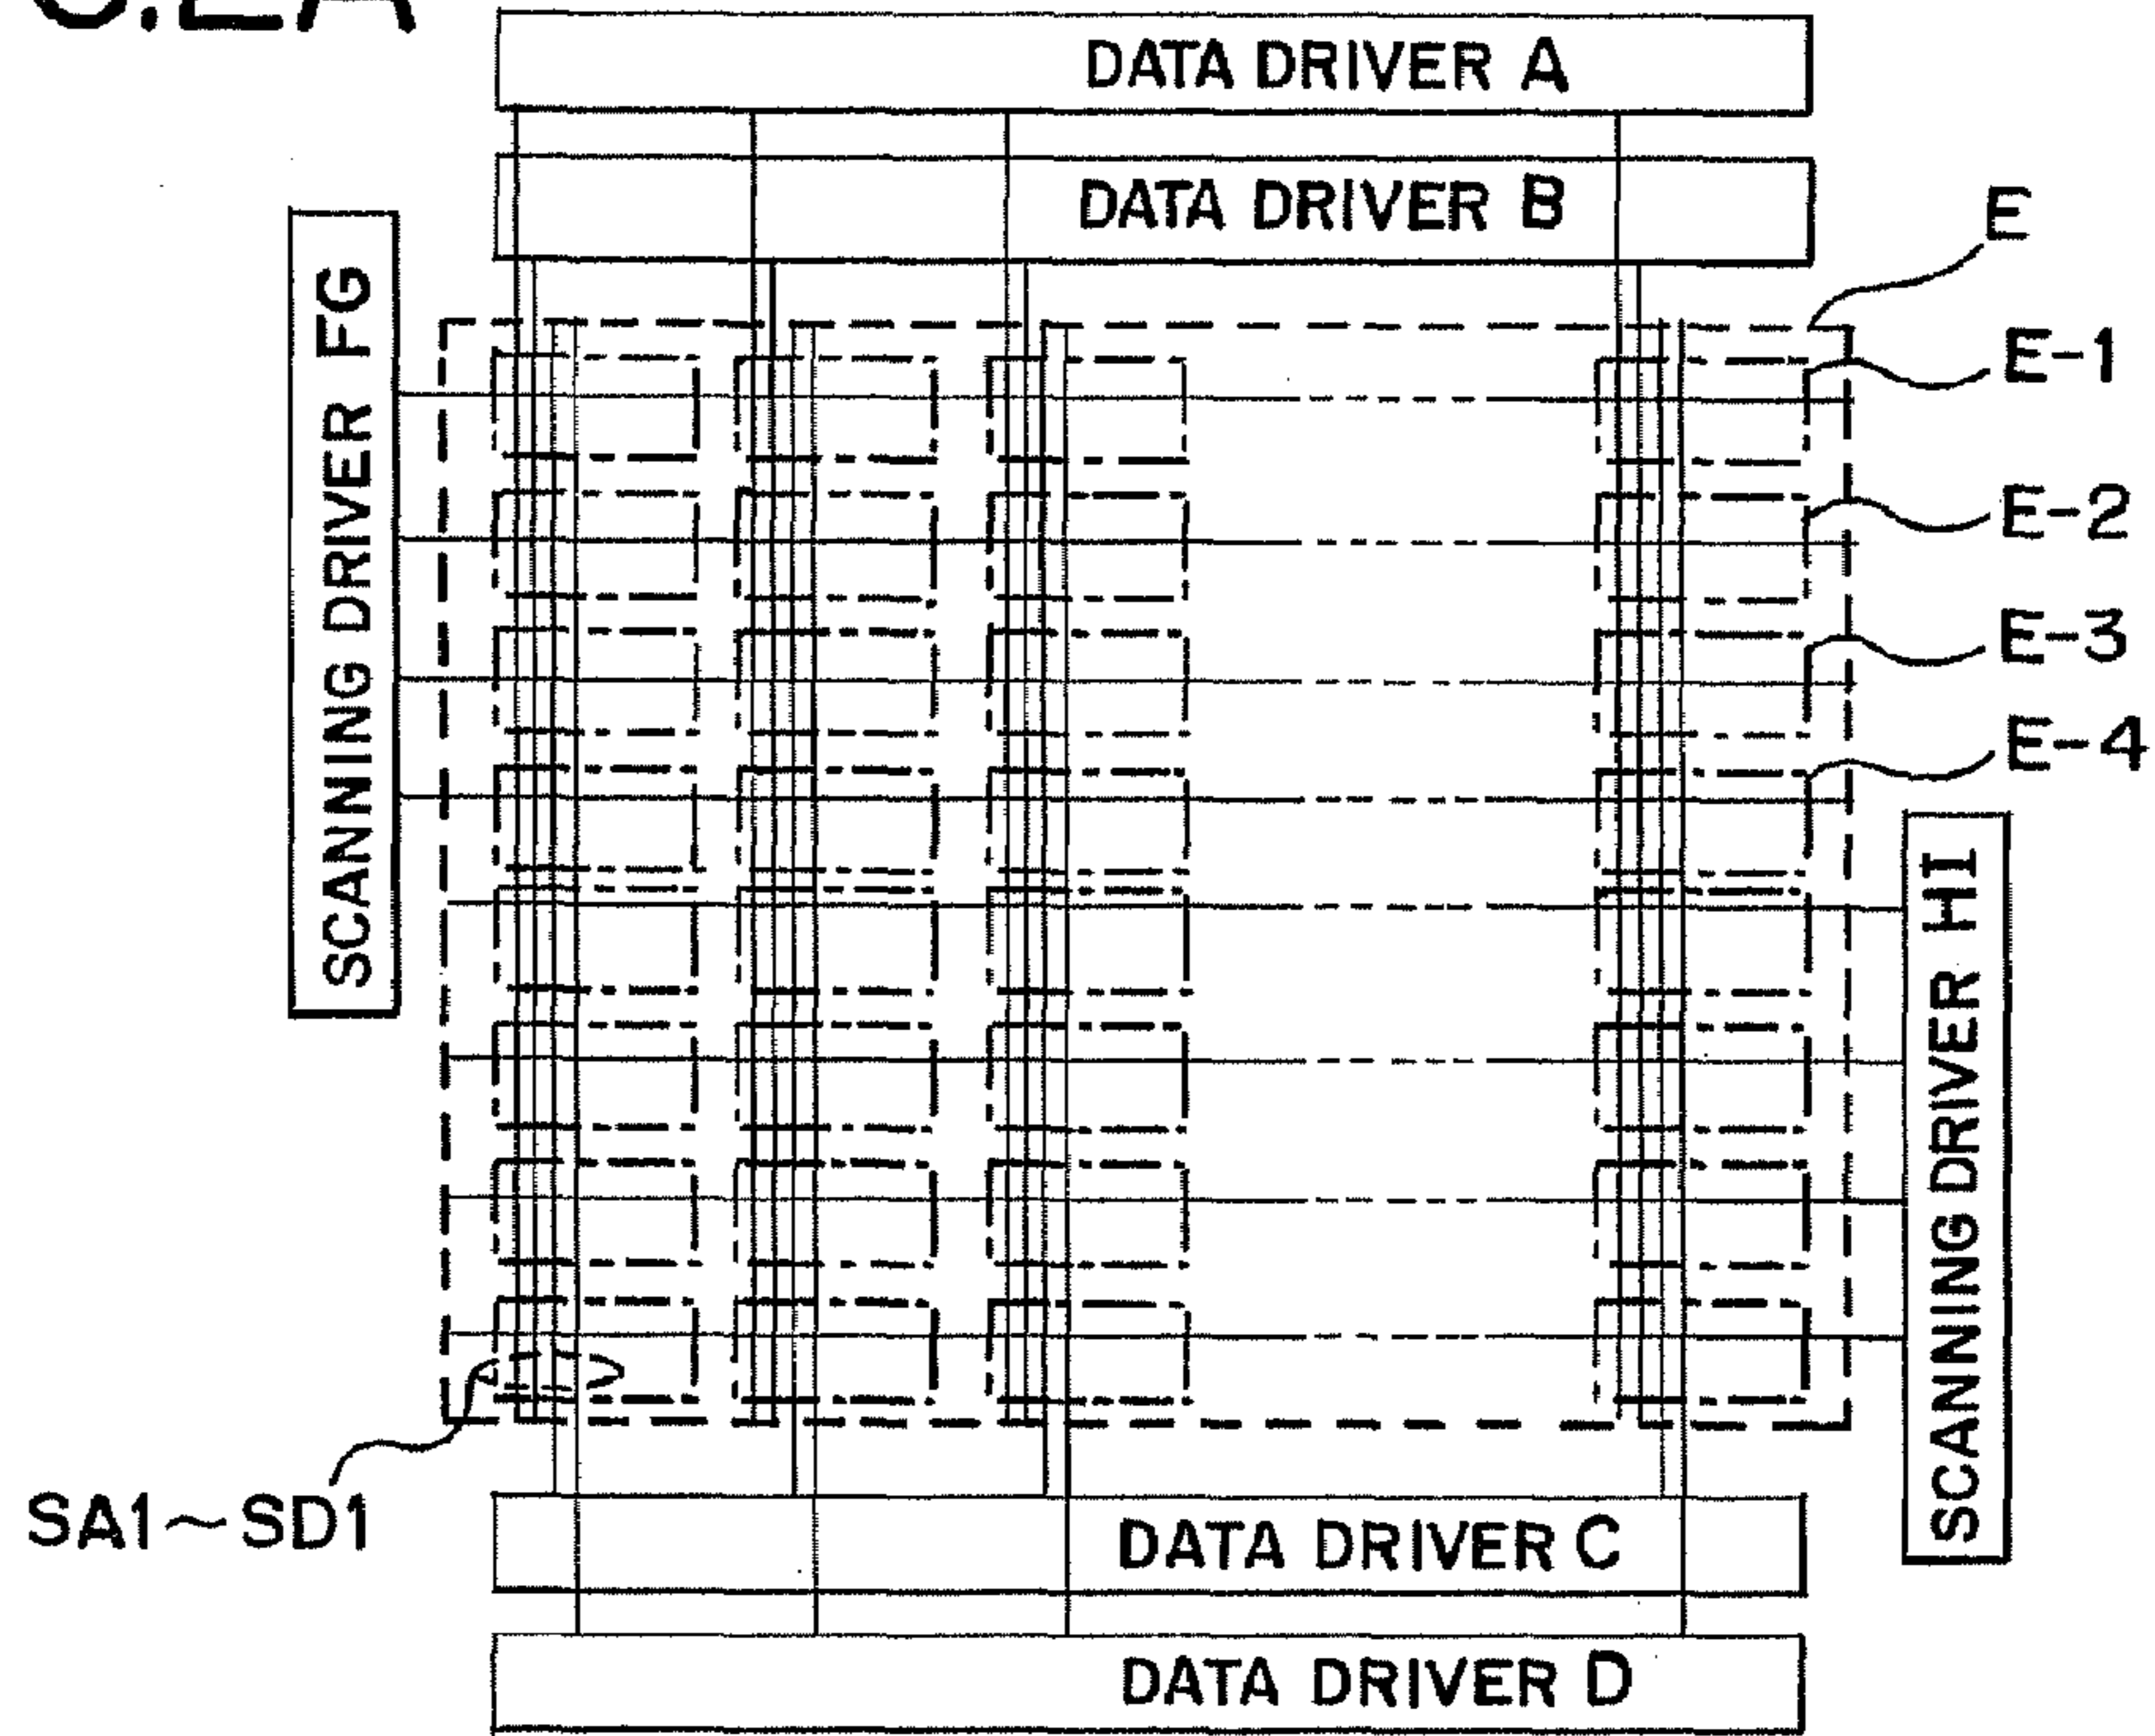 DATA DRIVER A
DATA DRIVER B
SCANNING DRIVER FG
E
E-1
E-2
E-3
E-4
SCANNING DRIVER HI
SA1~SD1
DATA DRIVER C
DATA DRIVER D